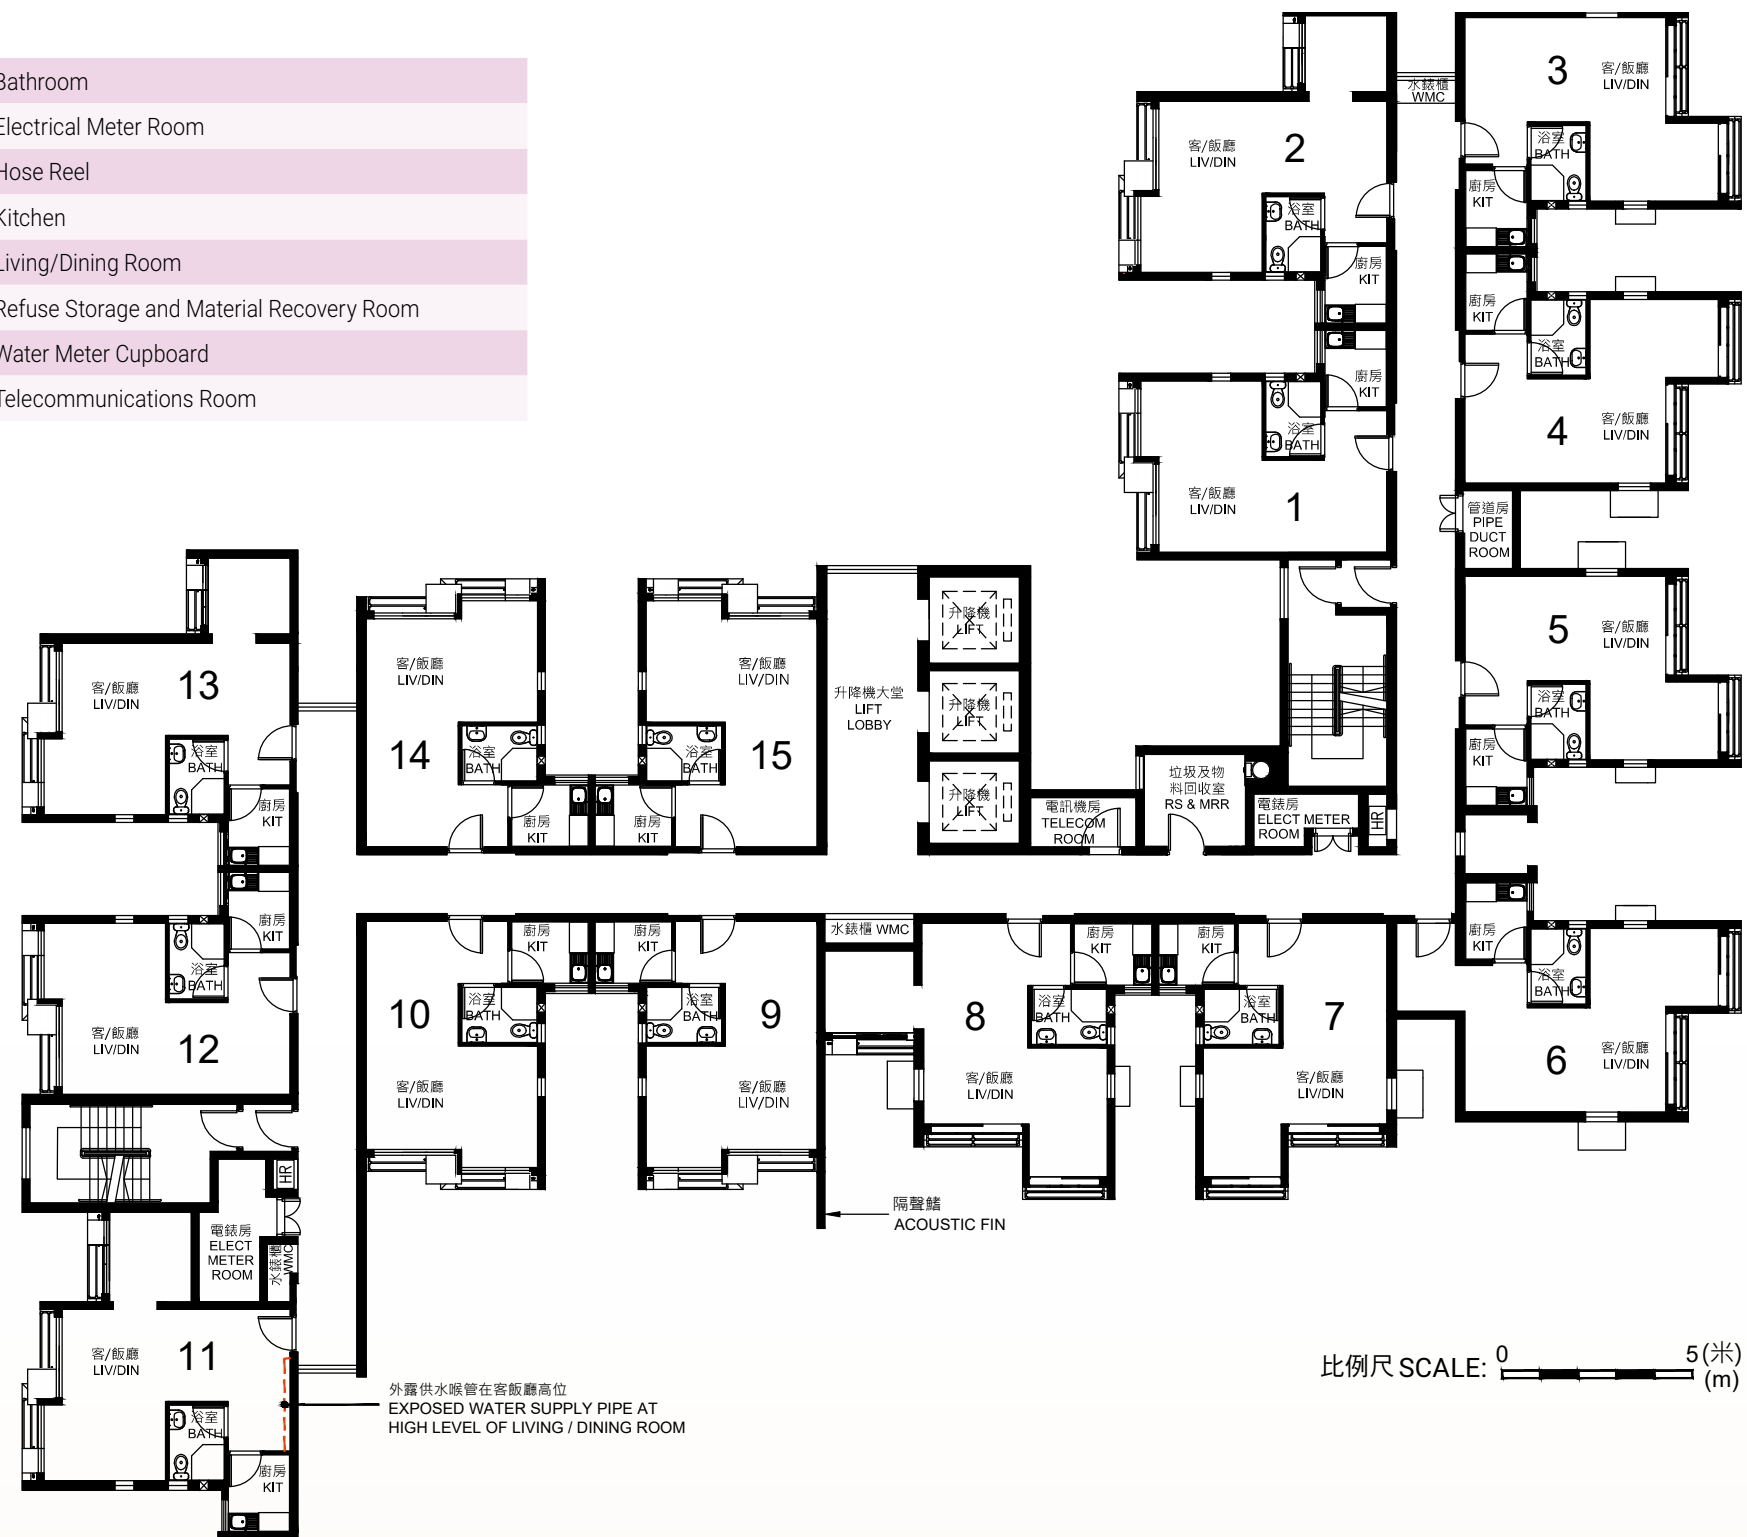 Bathroom
Electrical Meter Room
Hose Reel
Kitchen
Living/Dining Room
Refuse Storage and Material Recovery Room
Water Meter Cupboard
Telecommunications Room
3
客/飯廳
LIV/DIN
浴室
BATH
廚房
KIT
水錶櫃
WMC
2
客/飯廳
LIV/DIN
浴室
BATH
廚房
KIT
廚房
KIT
浴室
BATH
4
客/飯廳
LIV/DIN
廚房
KIT
浴室
BATH
1
客/飯廳
LIV/DIN
管道房
PIPE
DUCT
ROOM
5
客/飯廳
LIV/DIN
浴室
BATH
廚房
KIT
13
客/飯廳
LIV/DIN
浴室
BATH
廚房
KIT
14
客/飯廳
LIV/DIN
浴室
BATH
廚房
KIT
15
客/飯廳
LIV/DIN
浴室
BATH
廚房
KIT
升降機大堂
LIFT
LOBBY
升降機
LIFT
升降機
LIFT
升降機
LIFT
電訊機房
TELECOM
ROOM
垃圾及物
料回收室
RS & MRR
電錶房
ELECT METER
ROOM
HR
廚房
KIT
浴室
BATH
12
客/飯廳
LIV/DIN
廚房
KIT
浴室
BATH
10
客/飯廳
LIV/DIN
廚房
KIT
浴室
BATH
9
客/飯廳
LIV/DIN
水錶櫃 WMC
廚房
KIT
浴室
BATH
8
客/飯廳
LIV/DIN
廚房
KIT
浴室
BATH
7
客/飯廳
LIV/DIN
廚房
KIT
浴室
BATH
6
客/飯廳
LIV/DIN
隔聲鰭
ACOUSTIC FIN
HR
電錶房
ELECT
METER
ROOM
水錶櫃
WMC
11
客/飯廳
LIV/DIN
浴室
BATH
廚房
KIT
外露供水喉管在客飯廳高位
EXPOSED WATER SUPPLY PIPE AT
HIGH LEVEL OF LIVING / DINING ROOM
比例尺 SCALE: 0 5(米)
(m)